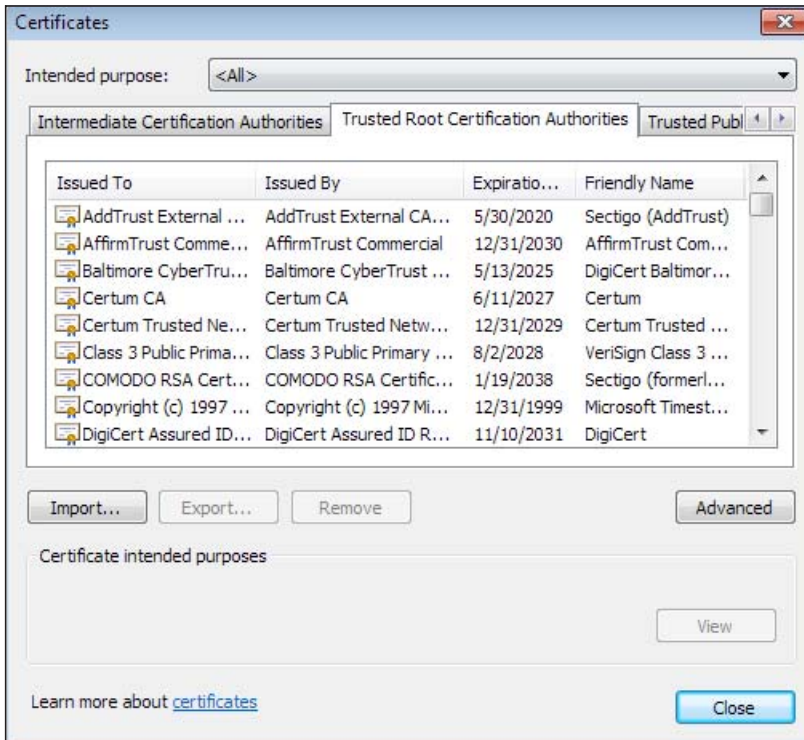 Certificates
Intended purpose: <All>
Intermediate Certification Authorities Trusted Root Certification Authorities Trusted Publ
Issued To Issued By Expiratio... Friendly Name
AddTrust External ... AddTrust External CA... 5/30/2020 Sectigo (AddTrust)
AffirmTrust Comme... AffirmTrust Commercial 12/31/2030 AffirmTrust Com...
Baltimore CyberTru... Baltimore CyberTrust ... 5/13/2025 DigiCert Baltimor...
Certum CA Certum CA 6/11/2027 Certum
Certum Trusted Ne... Certum Trusted Netw... 12/31/2029 Certum Trusted ...
Class 3 Public Prima... Class 3 Public Primary ... 8/2/2028 VeriSign Class 3 ...
COMODO RSA Cert... COMODO RSA Certific... 1/19/2038 Sectigo (formerl...
Copyright (c) 1997 ... Copyright (c) 1997 Mi... 12/31/1999 Microsoft Timest...
DigiCert Assured ID... DigiCert Assured ID R... 11/10/2031 DigiCert
Import... Export... Remove Advanced
Certificate intended purposes
View
Learn more about certificates
Close